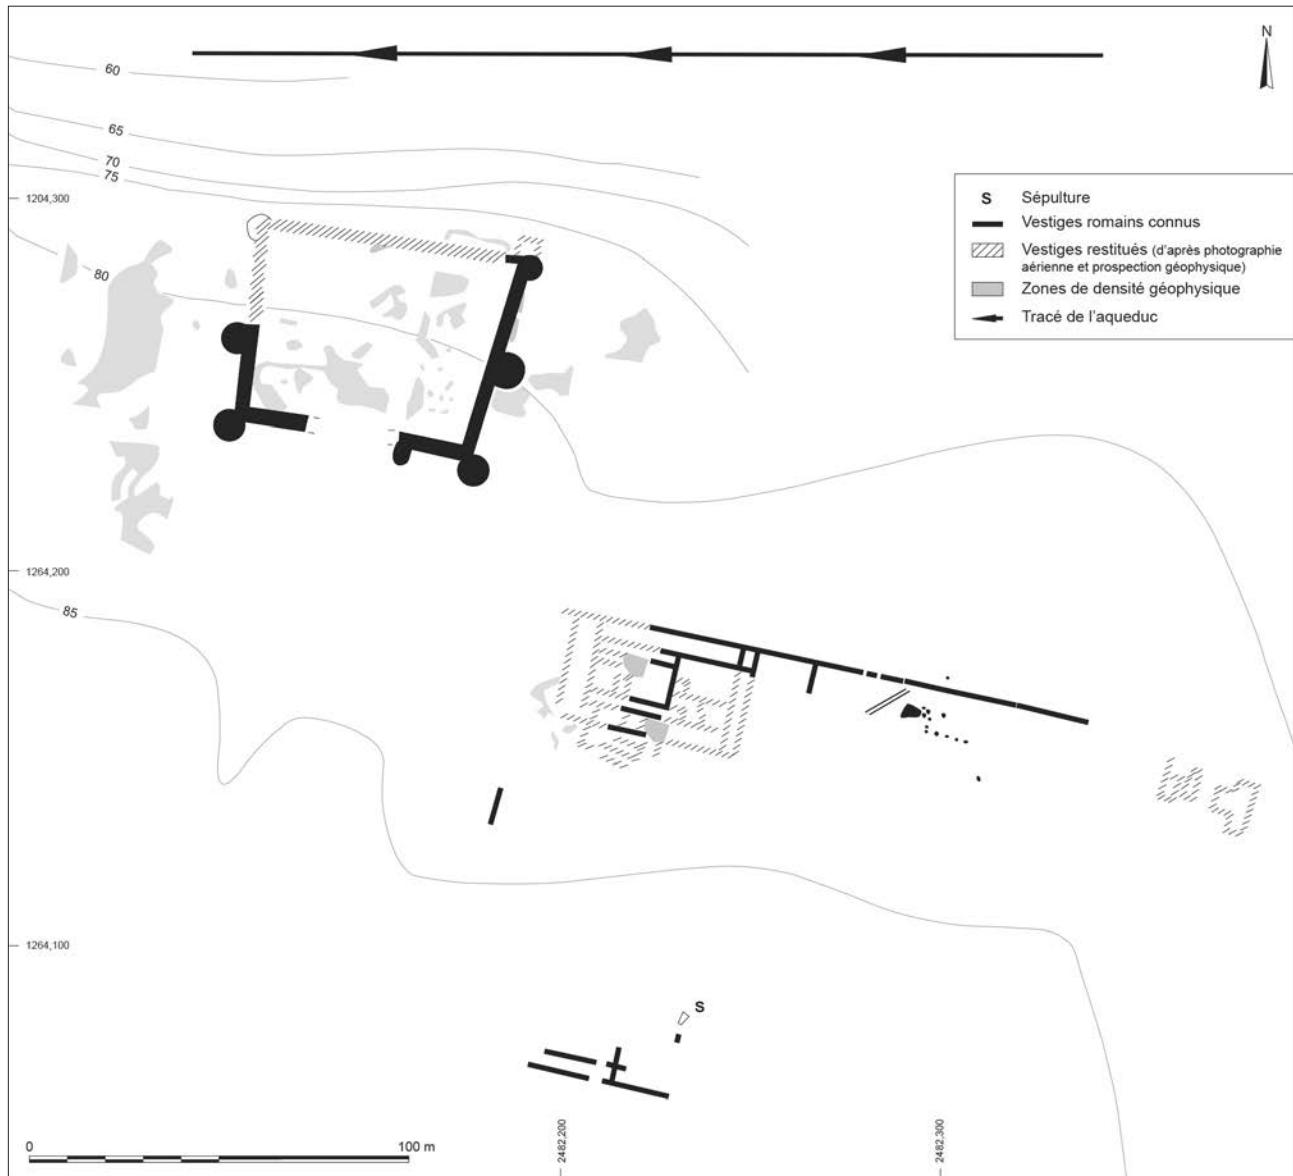 N
60
65
70
75
1204,300
80
S Sépulture
Vestiges romains connus
Vestiges restitués (d'après photographie
aérienne et prospection géophysique)
Zones de densité géophysique
Tracé de l'aqueduc
1264,200
85
1264,100
S
0 100 m
2482,200
2482,300